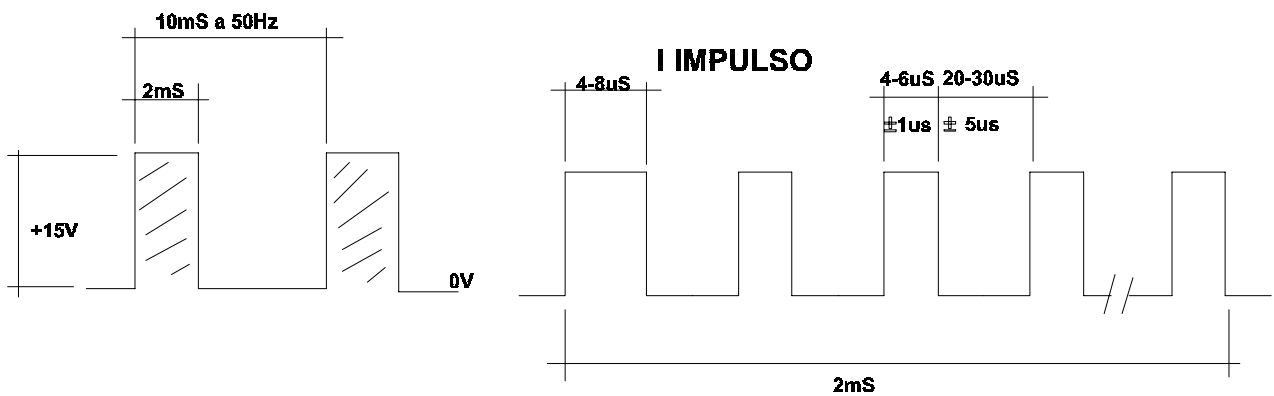 10mS a 50Hz
2mS
+15V
0V
I IMPULSO
4-8uS
4-6uS 20-30uS
±1us ± 5us
2mS